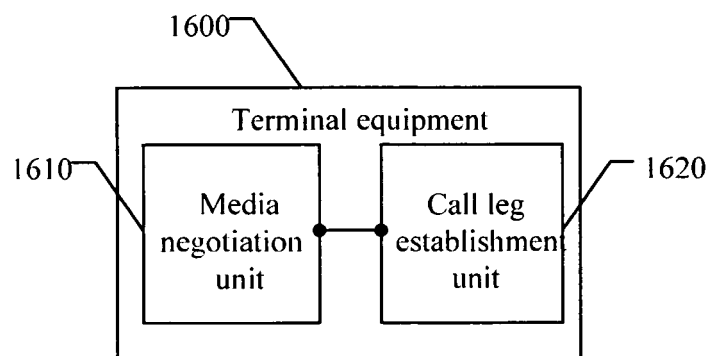 1600
Terminal equipment
1610
Media
negotiation
unit
Call leg
establishment
unit
1620